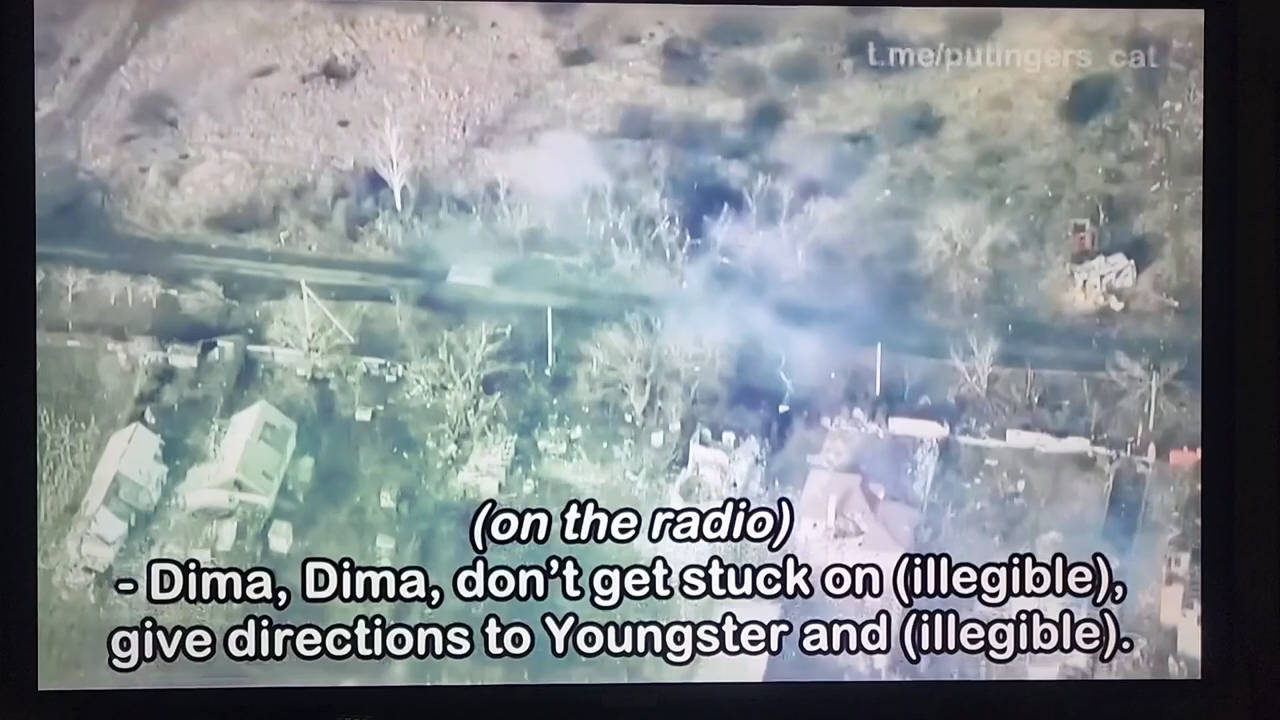 t.me/putingers_cat
(on the radio)
- Dima, Dima, don't get stuck on (illegible),
give directions to Youngster and (illegible).